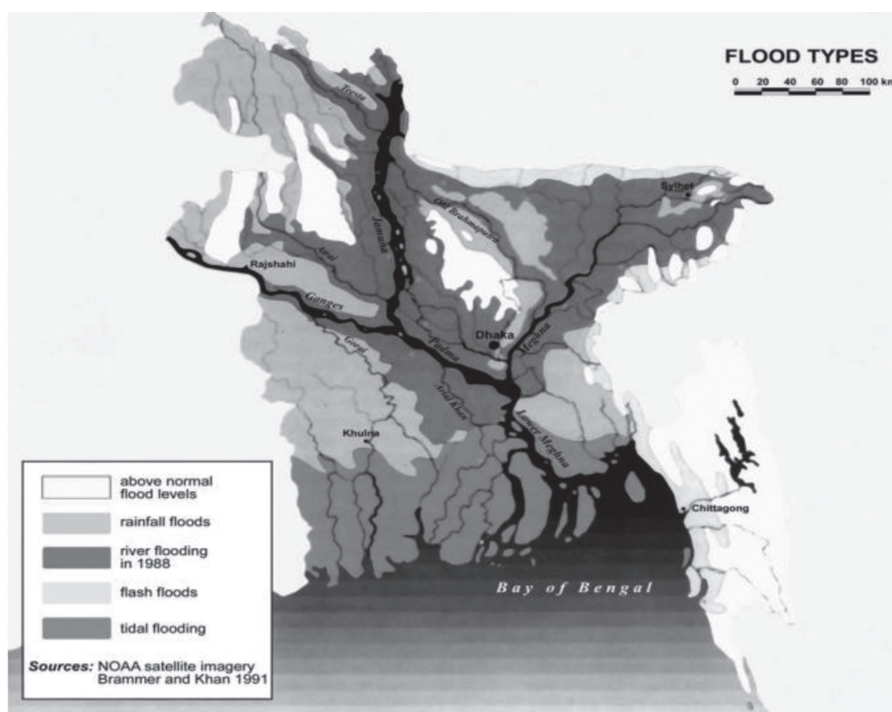 FLOOD TYPES
0 20 40 60 80 100 km
Teesta
Sylhet
Old Brahmaputra
Jamuna
Atrai
Rajshahi
Ganges
Dhaka
Meghna
Padma
Gorai
Arial Khan
Khulna
Lower Meghna
Chittagong
Bay of Bengal
above normal
flood levels
rainfall floods
river flooding
in 1988
flash floods
tidal flooding
Sources: NOAA satellite imagery
Brammer and Khan 1991